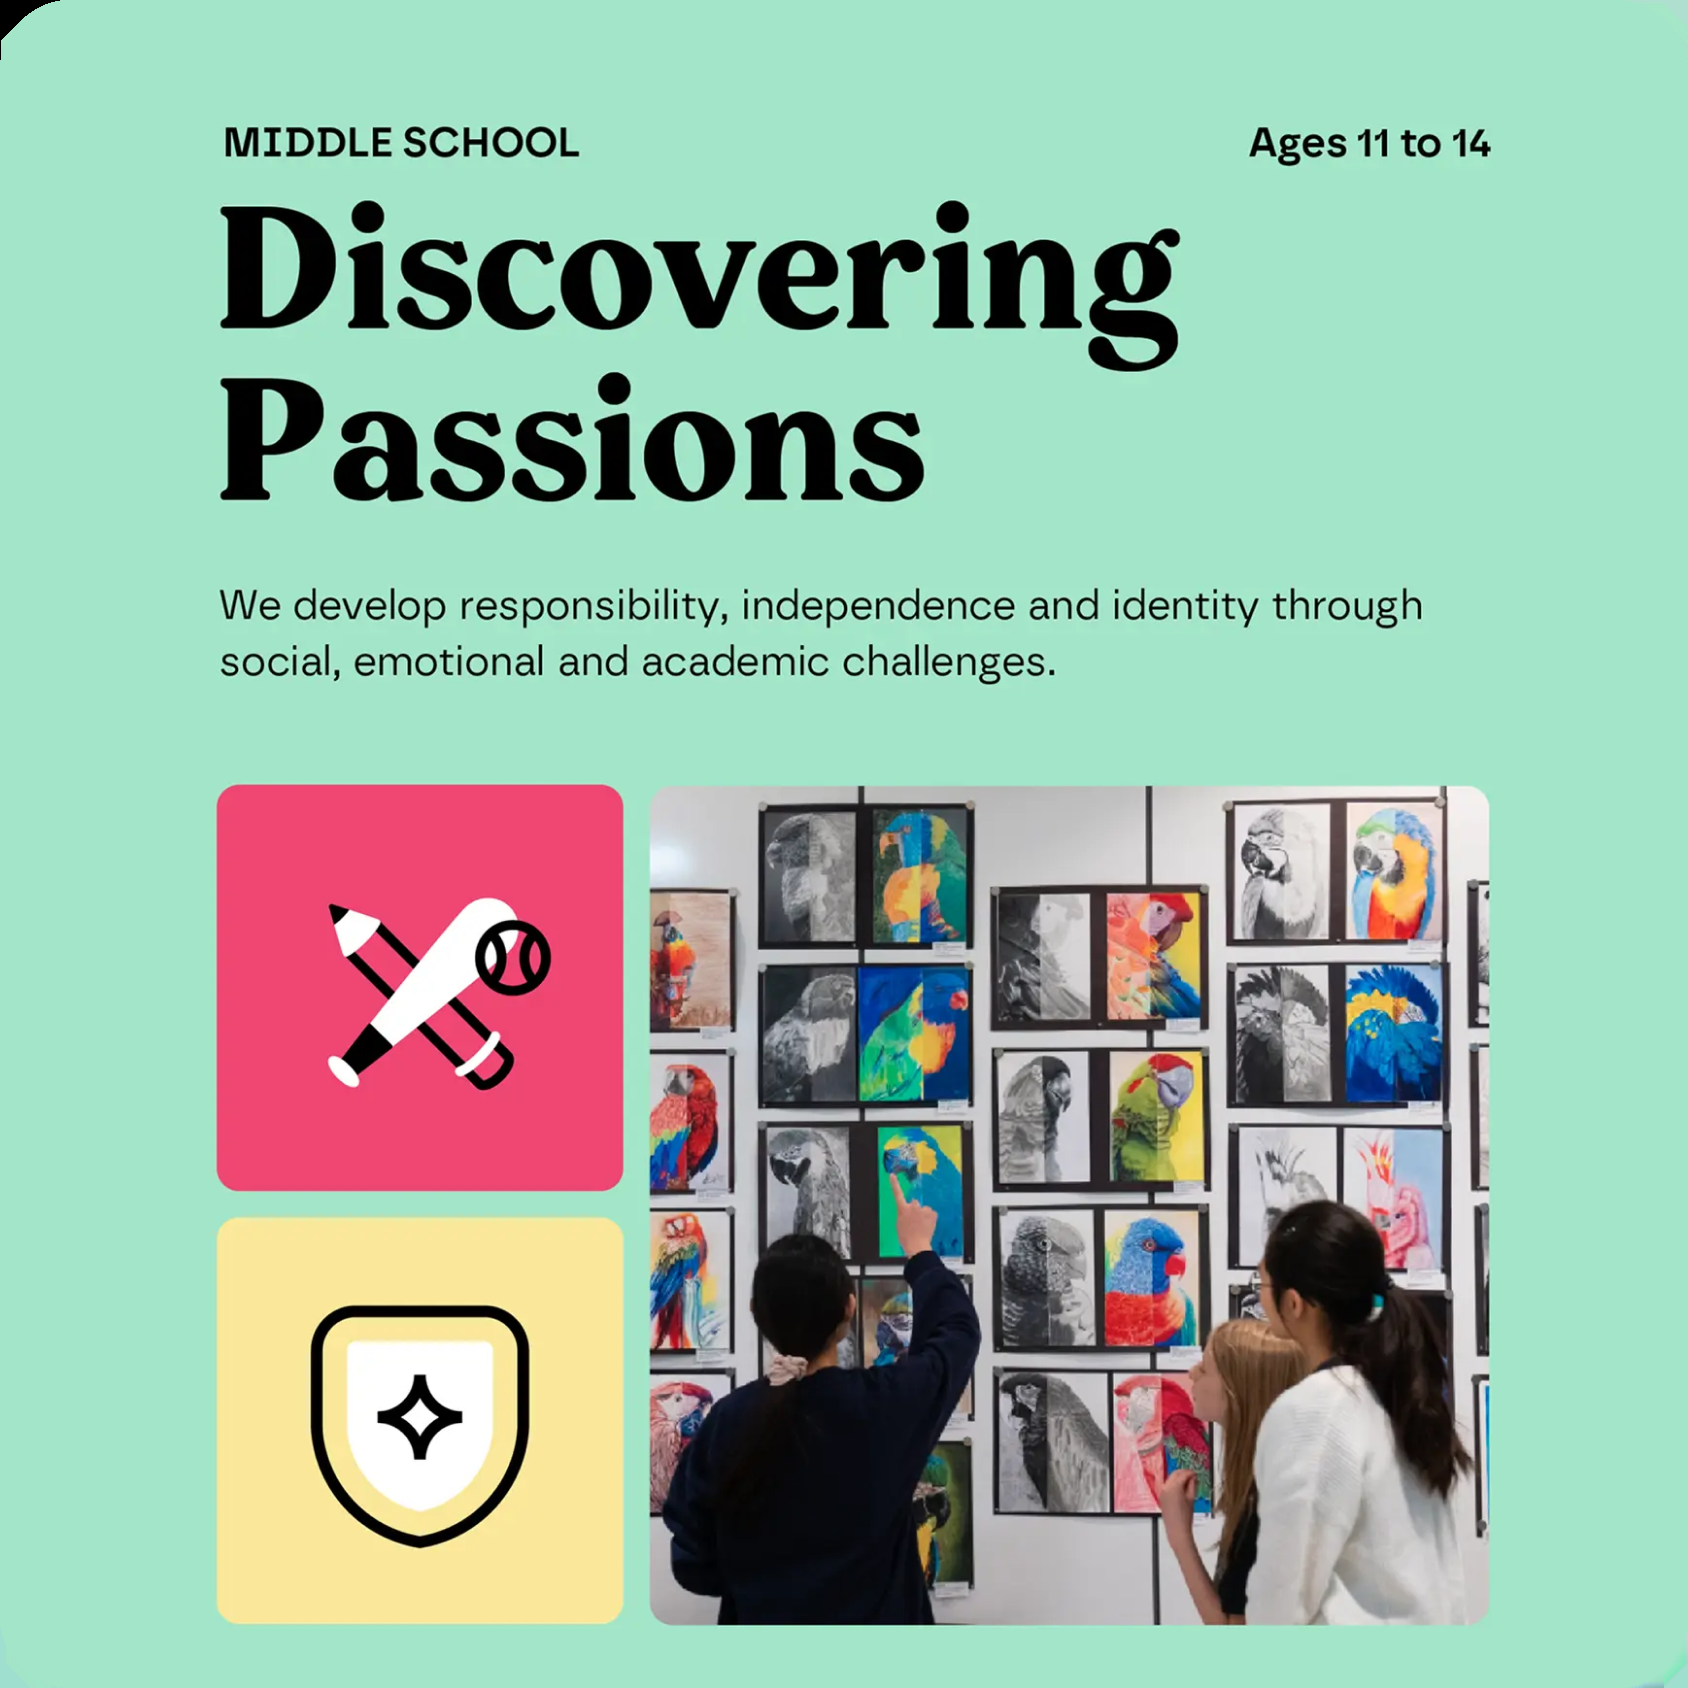 MIDDLE SCHOOL
Ages 11 to 14
Discovering
Passions
We develop responsibility, independence and identity through
social, emotional and academic challenges.